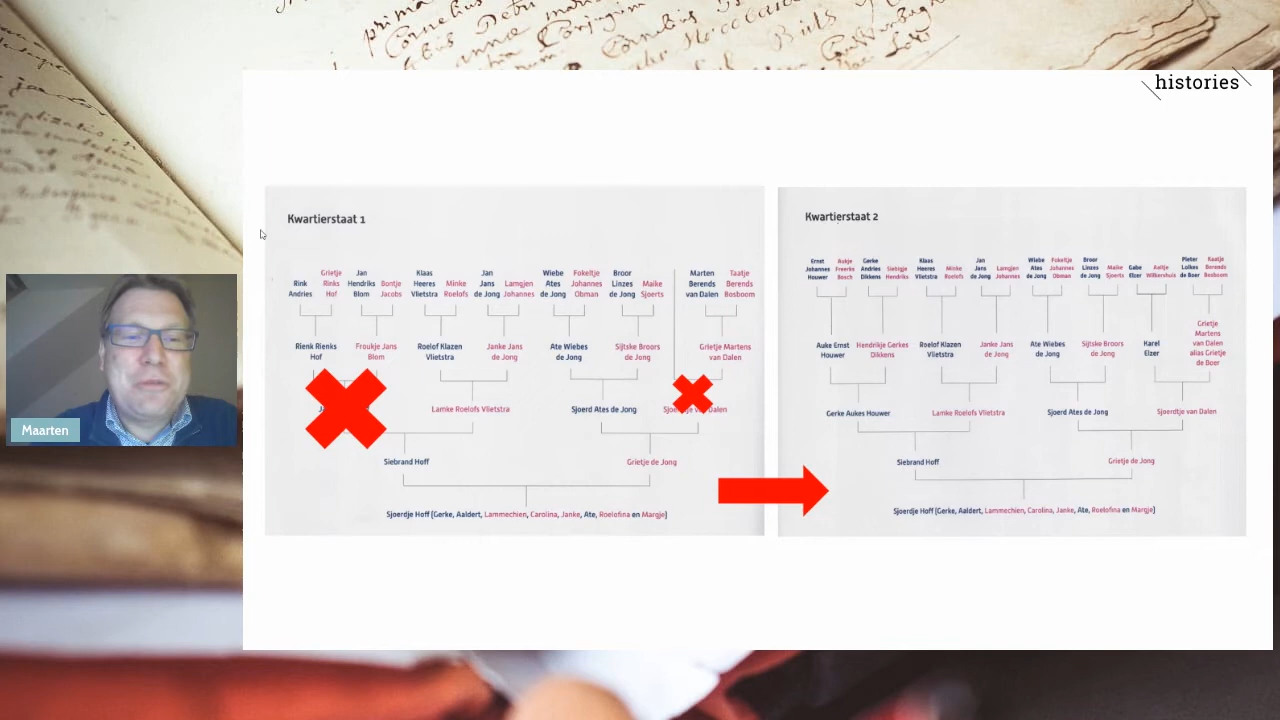 histories
Kwartierstaat 1
Rink Andries
Grietje Rinks Hof
Jan Hendriks Blom
Bontje Jacobs
Klaas Heeres Vlietstra
Minke Roelofs
Jan Jans de Jong
Lamgjen Johannes
Wiebe Ates de Jong
Fokeltje Johannes Obman
Broor Linzes de Jong
Maike Sjoerts
Marten Berends van Dalen
Taatje Berends Bosboom
Rienk Rienks Hof
Froukje Jans Blom
Roelof Klazen Vlietstra
Janke Jans de Jong
Ate Wiebes de Jong
Sijtske Broors de Jong
Grietje Martens van Dalen
Lamke Roelofs Vlietstra
Sjoerd Ates de Jong
Dalen
Siebrand Hoff
Grietje de Jong
Sjoerdje Hoff (Gerke, Aaldert, Lammechien, Carolina, Janke, Ate, Roelofina en Margje)
Kwartierstaat 2
Ernst Johannes Houwer
Aukje Freerks Bosch
Gerke Andries Dikkens
Hendriks
Klaas Heeres Vlietstra
Minke Roelofs
Jan Jans de Jong
Lamgjen Johannes
Wiebe Ates de Jong
Fokeltje Johannes Obman
Broor Linzes de Jong
Maike Sjoerts
Gabe Elzer
Aaltje Wilkenshuis
Pieter Lolkes de Boer
Kaatje Berends Bosboom
Auke Ernst Houwer
Hendrikje Gerkes Dikkens
Roelof Klazen Vlietstra
Janke Jans de Jong
Ate Wiebes de Jong
Sijtske Broors de Jong
Karel Elzer
Grietje Martens van Dalen alias Grietje de Boer
Gerke Aukes Houwer
Lamke Roelofs Vlietstra
Sjoerd Ates de Jong
Sjoerdtje van Dalen
Siebrand Hoff
Grietje de Jong
Sjoerdje Hoff (Gerke, Aaldert, Lammechien, Carolina, Janke, Ate, Roelofina en Margje)
Maarten